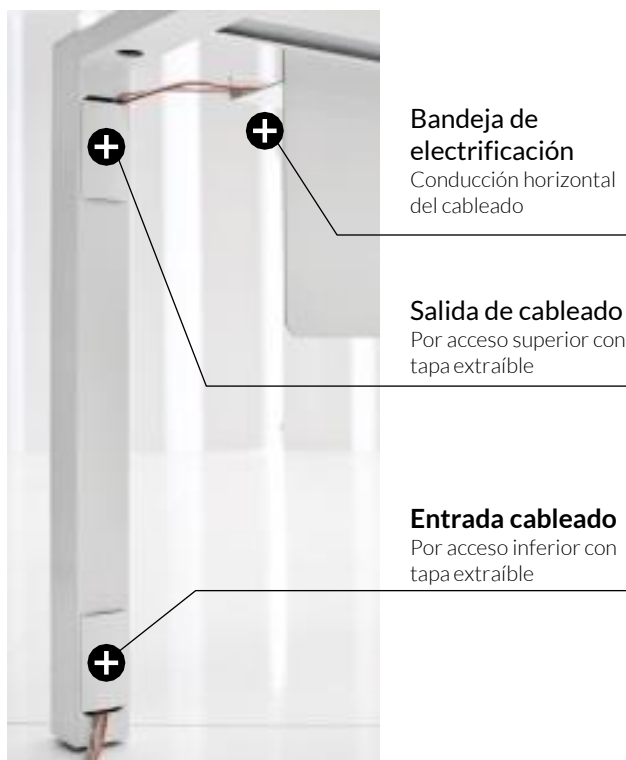 Bandeja de
electrificación
Conducción horizontal
del cableado
Salida de cableado
Por acceso superior con
tapa extraíble
Entrada cableado
Por acceso inferior con
tapa extraíble